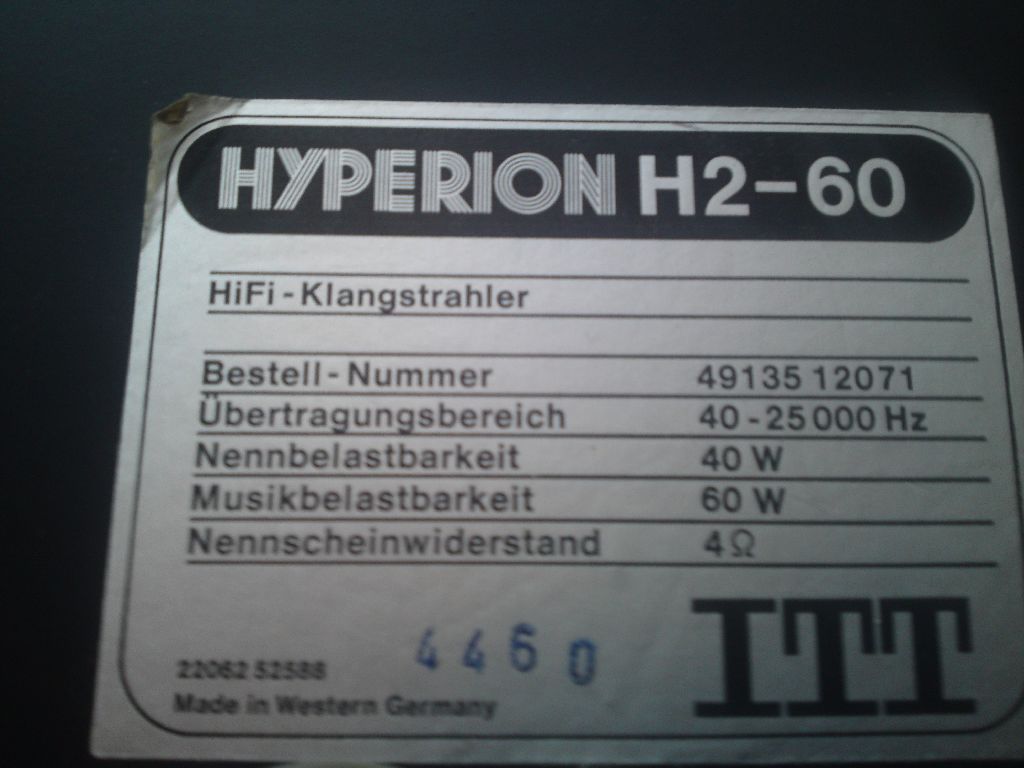 HYPERION H2-60
HiFi-Klangstrahler
Bestell-Nummer 49135 12071
Übertragungsbereich 40-25000 Hz
Nennbelastbarkeit 40 W
Musikbelastbarkeit 60 W
Nennscheinwiderstand 4Ω
4460
22062 52588
Made in Western Germany
ITT